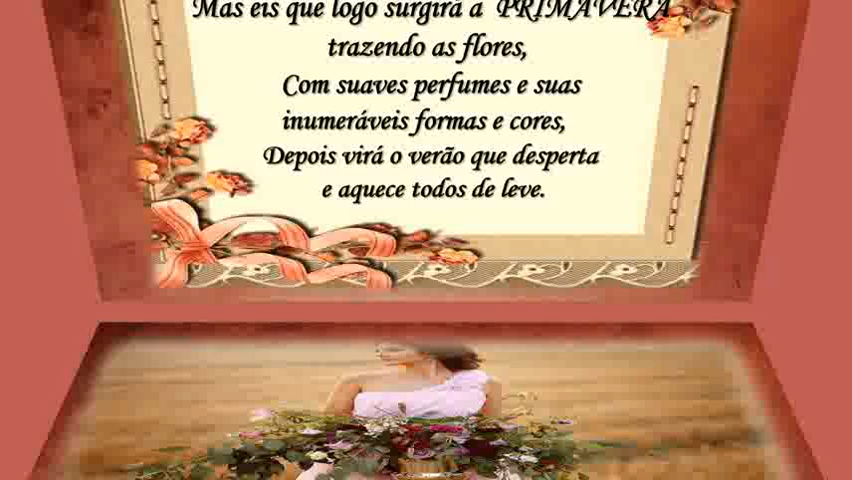 Mas eis que logo surgirá a PRIMAVERA
trazendo as flores,
Com suaves perfumes e suas
inumeráveis formas e cores,
Depois virá o verão que desperta
e aquece todos de leve.